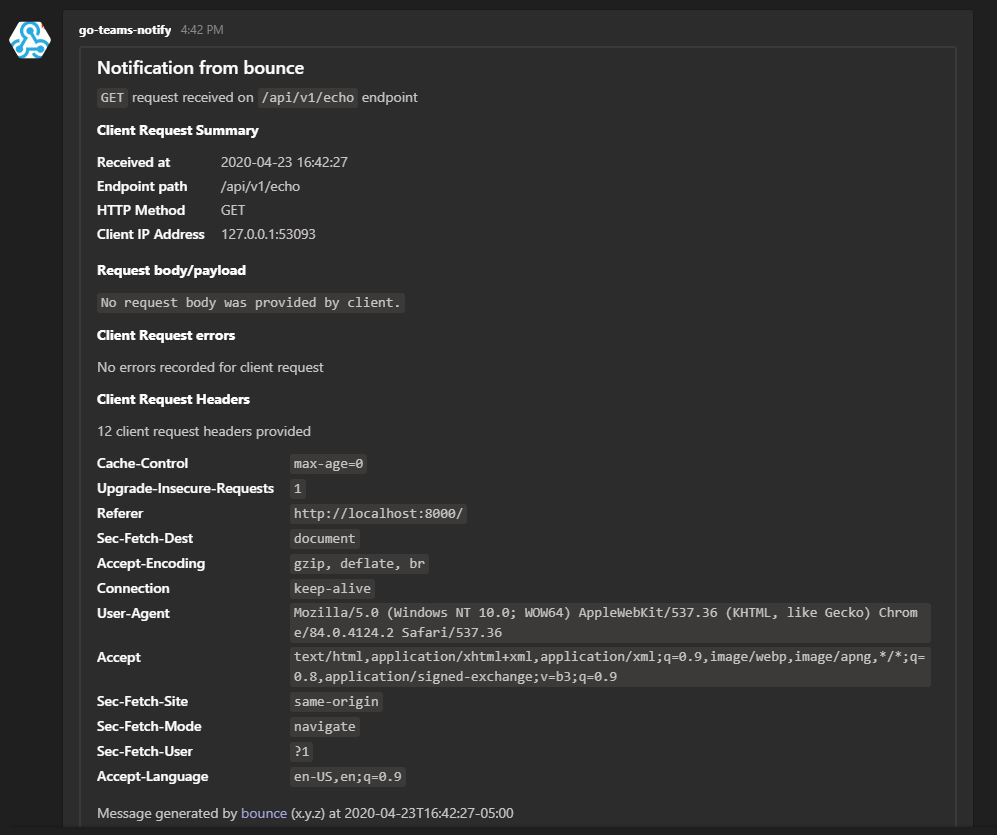 go-teams-notify 4:42 PM
Notification from bounce
GET request received on /api/v1/echo endpoint
Client Request Summary
Received at 2020-04-23 16:42:27
Endpoint path /api/v1/echo
HTTP Method GET
Client IP Address 127.0.0.1:53093
Request body/payload
No request body was provided by client.
Client Request errors
No errors recorded for client request
Client Request Headers
12 client request headers provided
Cache-Control max-age=0
Upgrade-Insecure-Requests 1
Referer http://localhost:8000/
Sec-Fetch-Dest document
Accept-Encoding gzip, deflate, br
Connection keep-alive
User-Agent Mozilla/5.0 (Windows NT 10.0; WOW64) AppleWebKit/537.36 (KHTML, like Gecko) Chrom
e/84.0.4124.2 Safari/537.36
Accept text/html,application/xhtml+xml,application/xml;q=0.9,image/webp,image/apng,*/*;q=
0.8,application/signed-exchange;v=b3;q=0.9
Sec-Fetch-Site same-origin
Sec-Fetch-Mode navigate
Sec-Fetch-User ?1
Accept-Language en-US,en;q=0.9
Message generated by bounce (x.y.z) at 2020-04-23T16:42:27-05:00